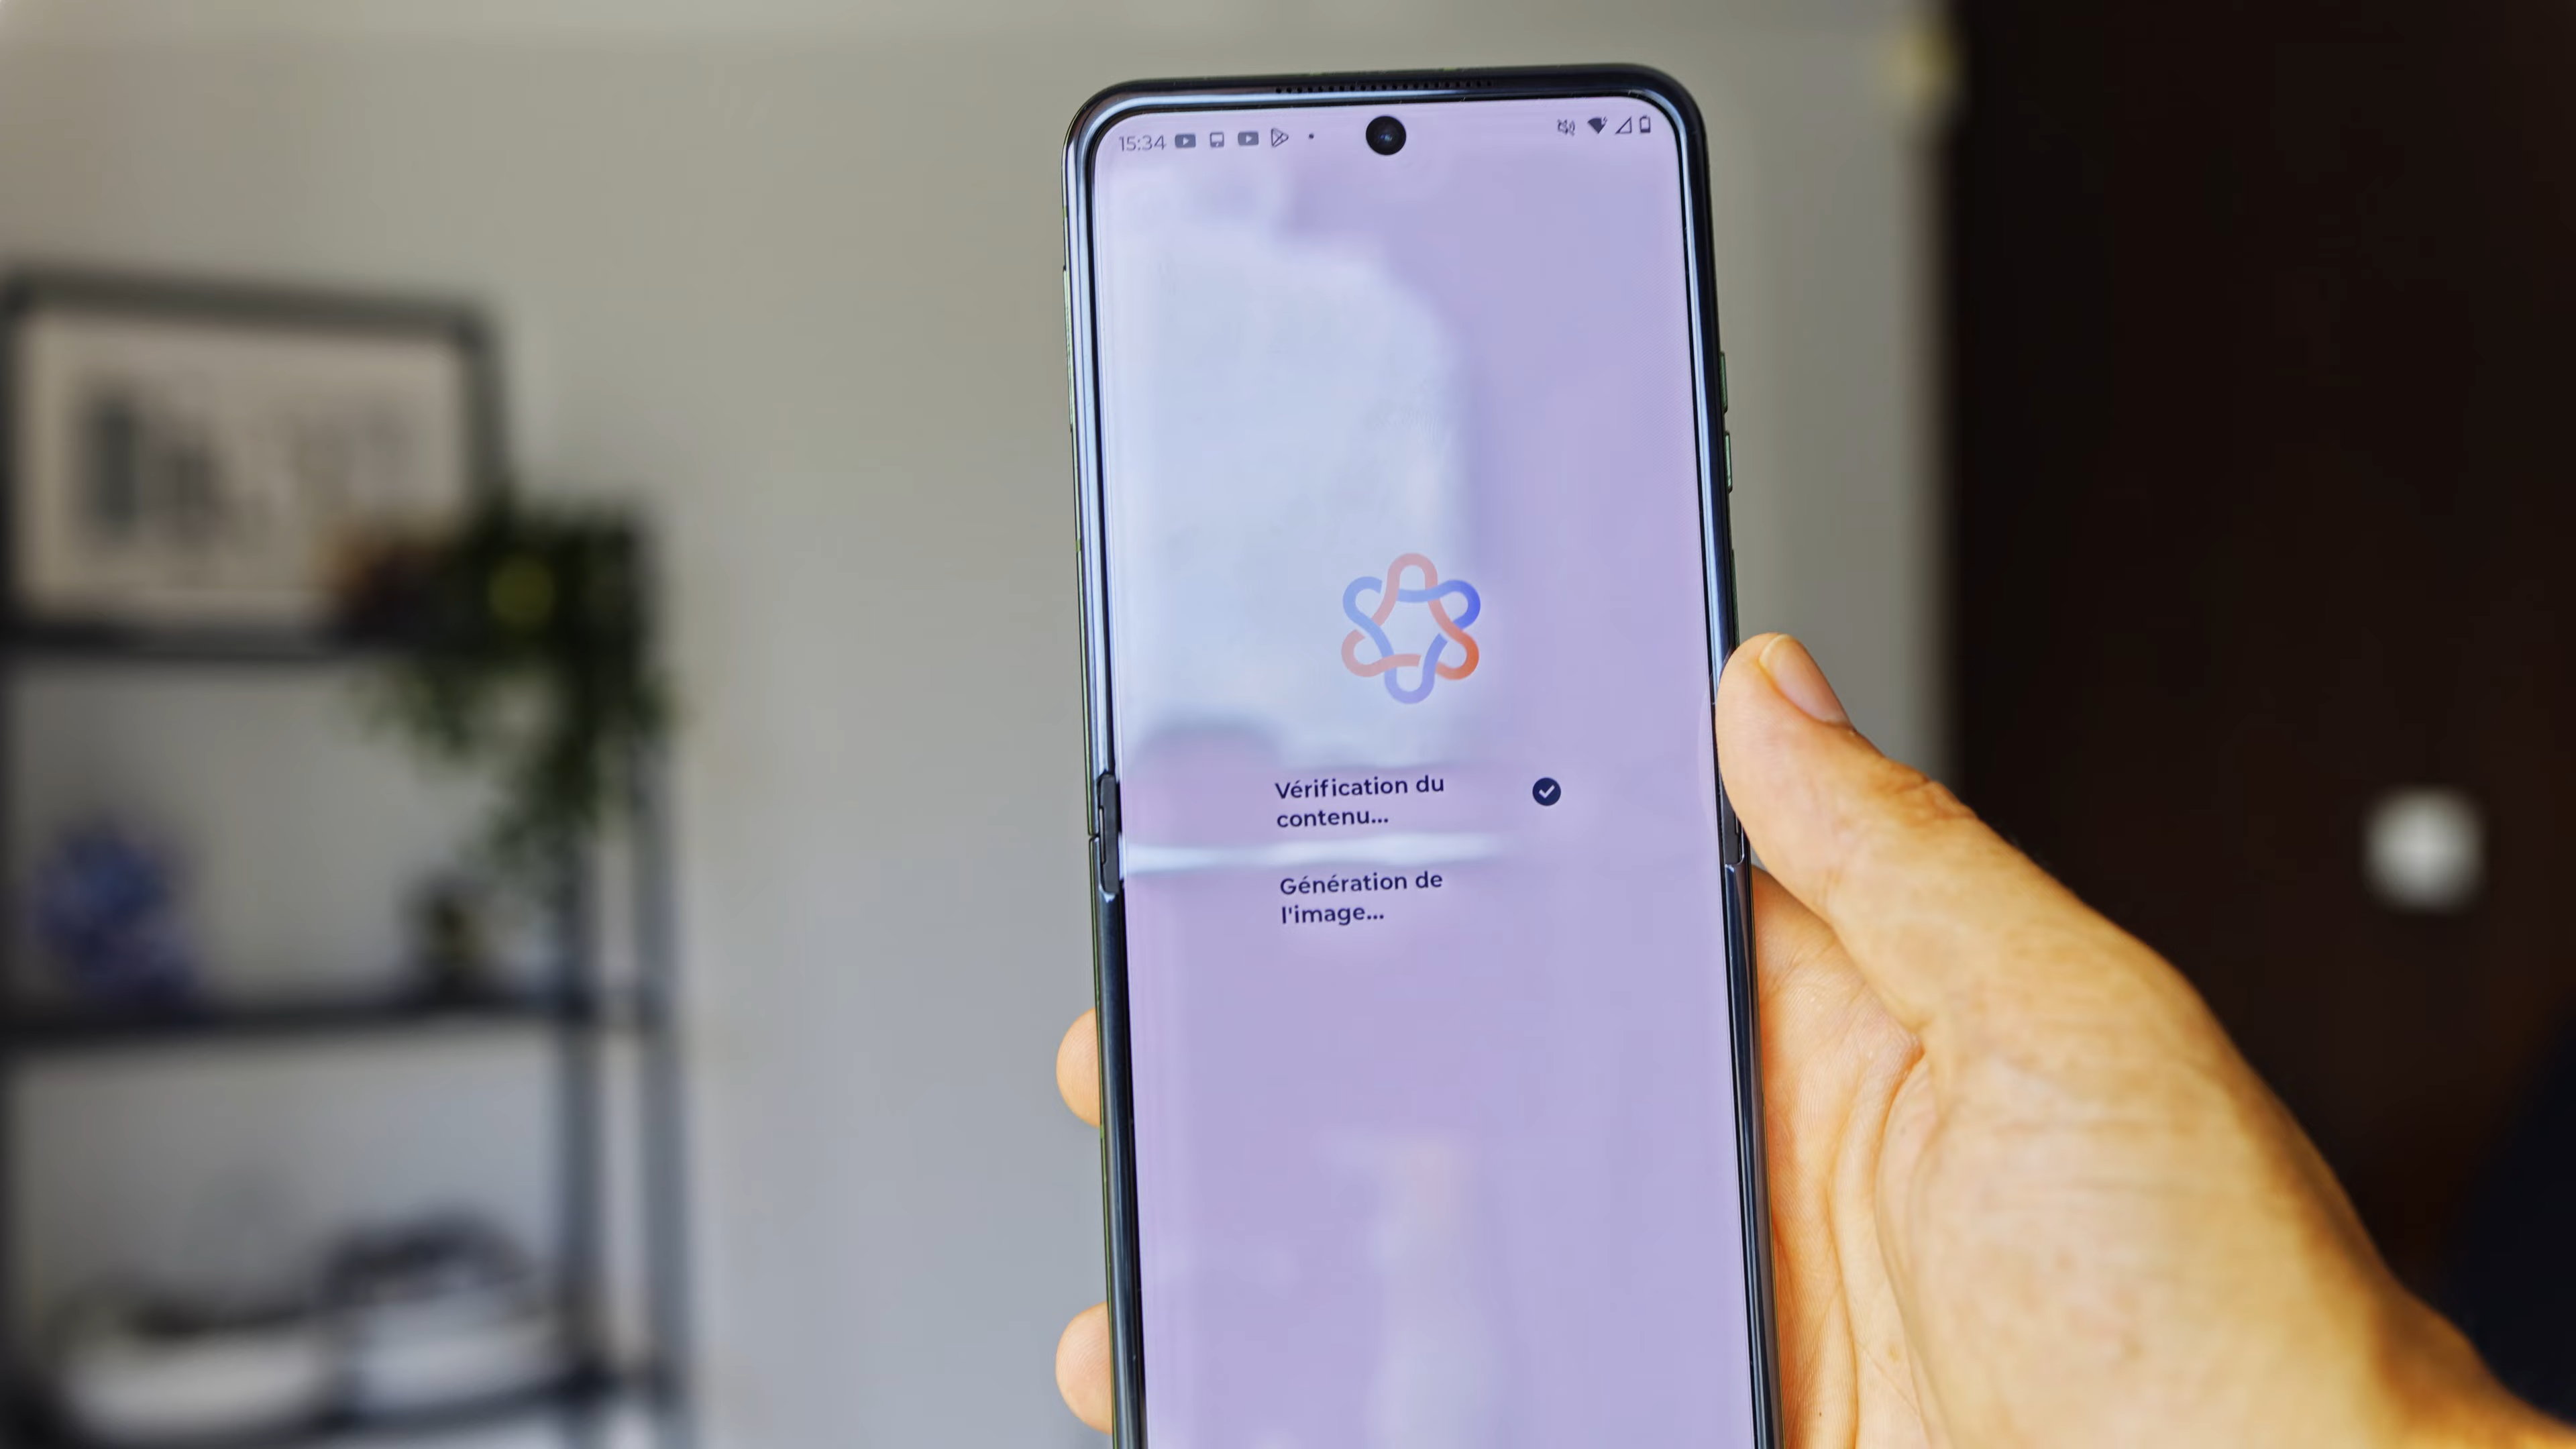 15:34
Vérification du
contenu...
Génération de
l'image...